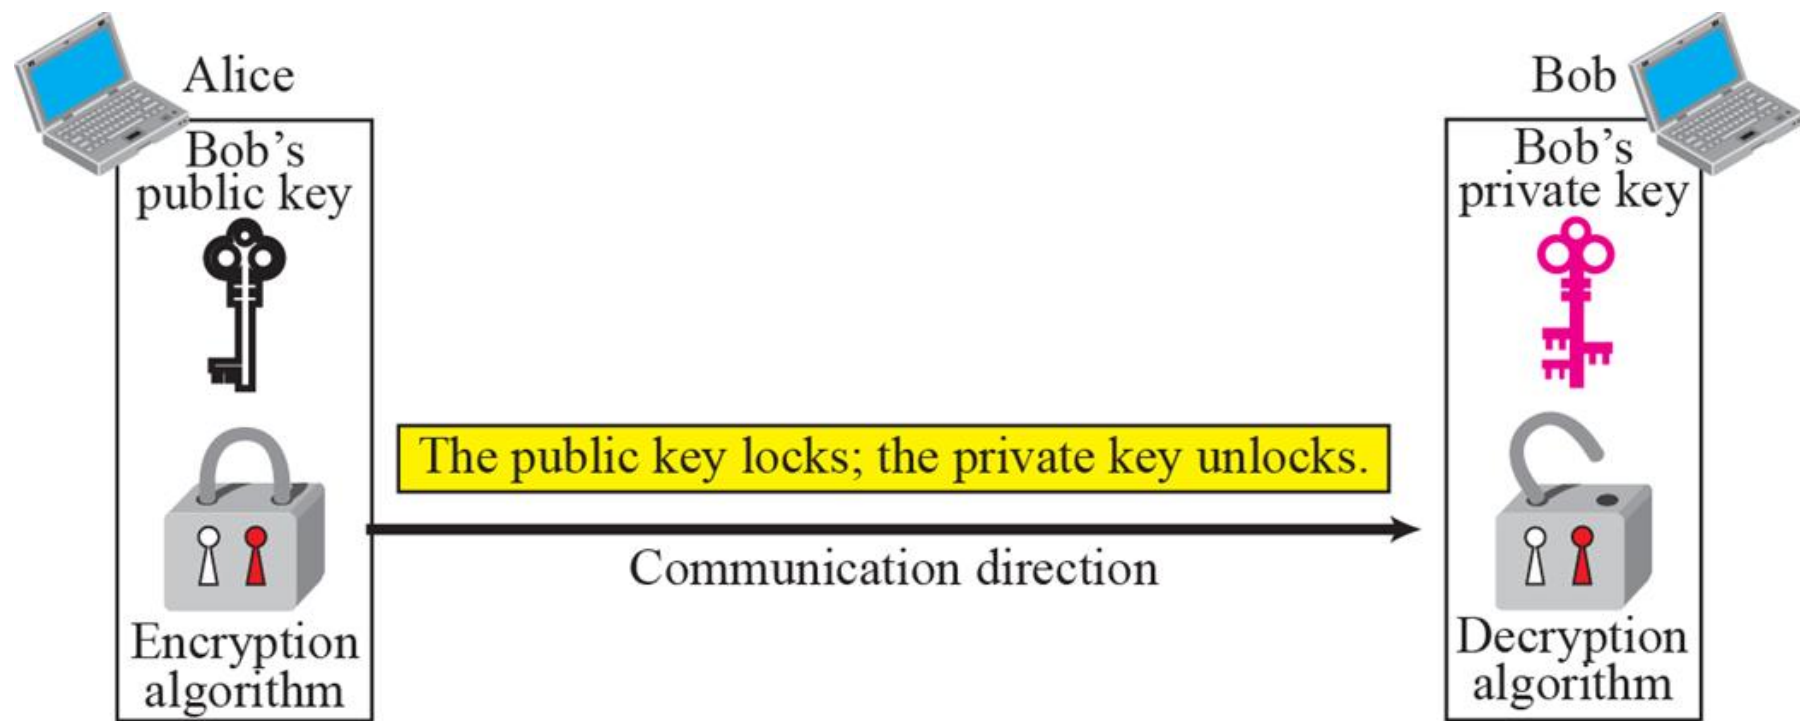 Alice
Bob’s
public key
Encryption
algorithm
The public key locks; the private key unlocks.
Communication direction
Bob
Bob’s
private key
Decryption
algorithm